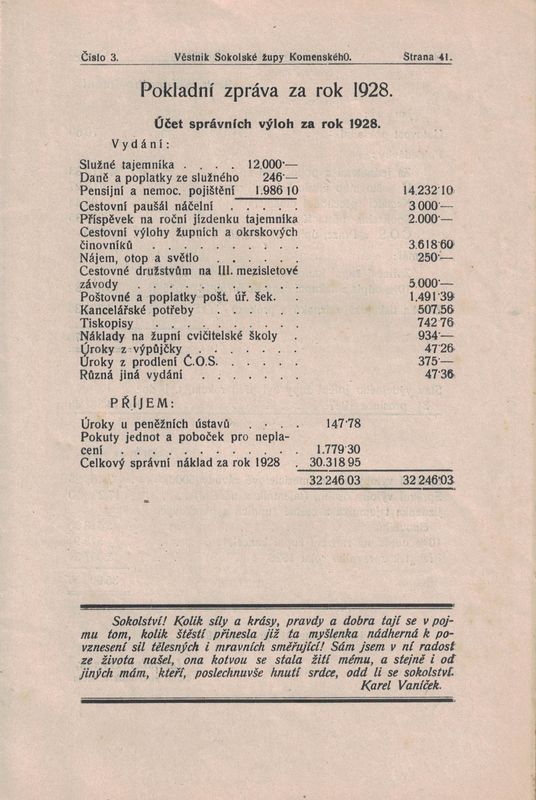 Číslo 3. Věstník Sokolské župy Komenského. Strana 41.
Pokladní zpráva za rok 1928.
Účet správních výloh za rok 1928.
Vydání:
Služné tajemníka . . . . 12.000·—
Daně a poplatky ze služného 246·—
Pensijní a nemoc. pojištění 1.986 10 14.232 10
Cestovní paušál náčelní . . . . . 3 000·—
Příspěvek na roční jízdenku tajemníka 2.000·—
Cestovní výlohy župních a okrskových
činovníků . . . . . . . . . 3.618 60
Nájem, otop a světlo . . . . . . 250·—
Cestovné družstvům na III. mezisletové
závody . . . . . . . . . . 5 000·—
Poštovné a poplatky pošt. úř. šek. . 1.491·39
Kancelářské potřeby . . . . . . 507.56
Tiskopisy . . . . . . . . . 742 76
Náklady na župní cvičitelské školy . 934·—
Úroky z výpůjčky . . . . . . . 47·26
Úroky z prodlení Č.O.S. . . . . . 375·—
Různá jiná vydání . . . . . . . 47·36
PŘÍJEM:
Úroky u peněžních ústavů . . . . 147·78
Pokuty jednot a poboček pro nepla-
cení . . . . . . . . . . 1.779 30
Celkový správní náklad za rok 1928 . 30.318 95
32 246 03 32 246·03
Sokolství! Kolik síly a krásy, pravdy a dobra tají se v poj-
mu tom, kolik štěstí přinesla již ta myšlenka nádherná k po-
vznesení sil tělesných i mravních směřující! Sám jsem v ní radost
ze života našel, ona kotvou se stala žití mému, a stejně i od
jiných mám, kteří, poslechnuvše hnutí srdce, odd li se sokolství.
Karel Vaníček.